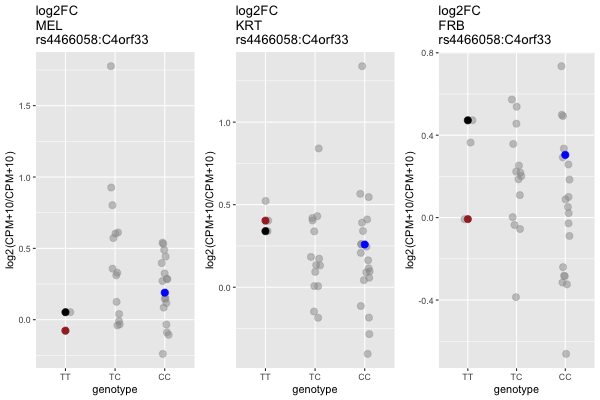 log2FC
MEL
rs4466058:C4orf33
log2(CPM+10/CPM+10)
1.5
1.0
0.5
0.0
TT
TC
CC
genotype
log2FC
KRT
rs4466058:C4orf33
log2(CPM+10/CPM+10)
1.0
0.5
0.0
TT
TC
CC
genotype
log2FC
FRB
rs4466058:C4orf33
log2(CPM+10/CPM+10)
0.8
0.4
0.0
-0.4
TT
TC
CC
genotype